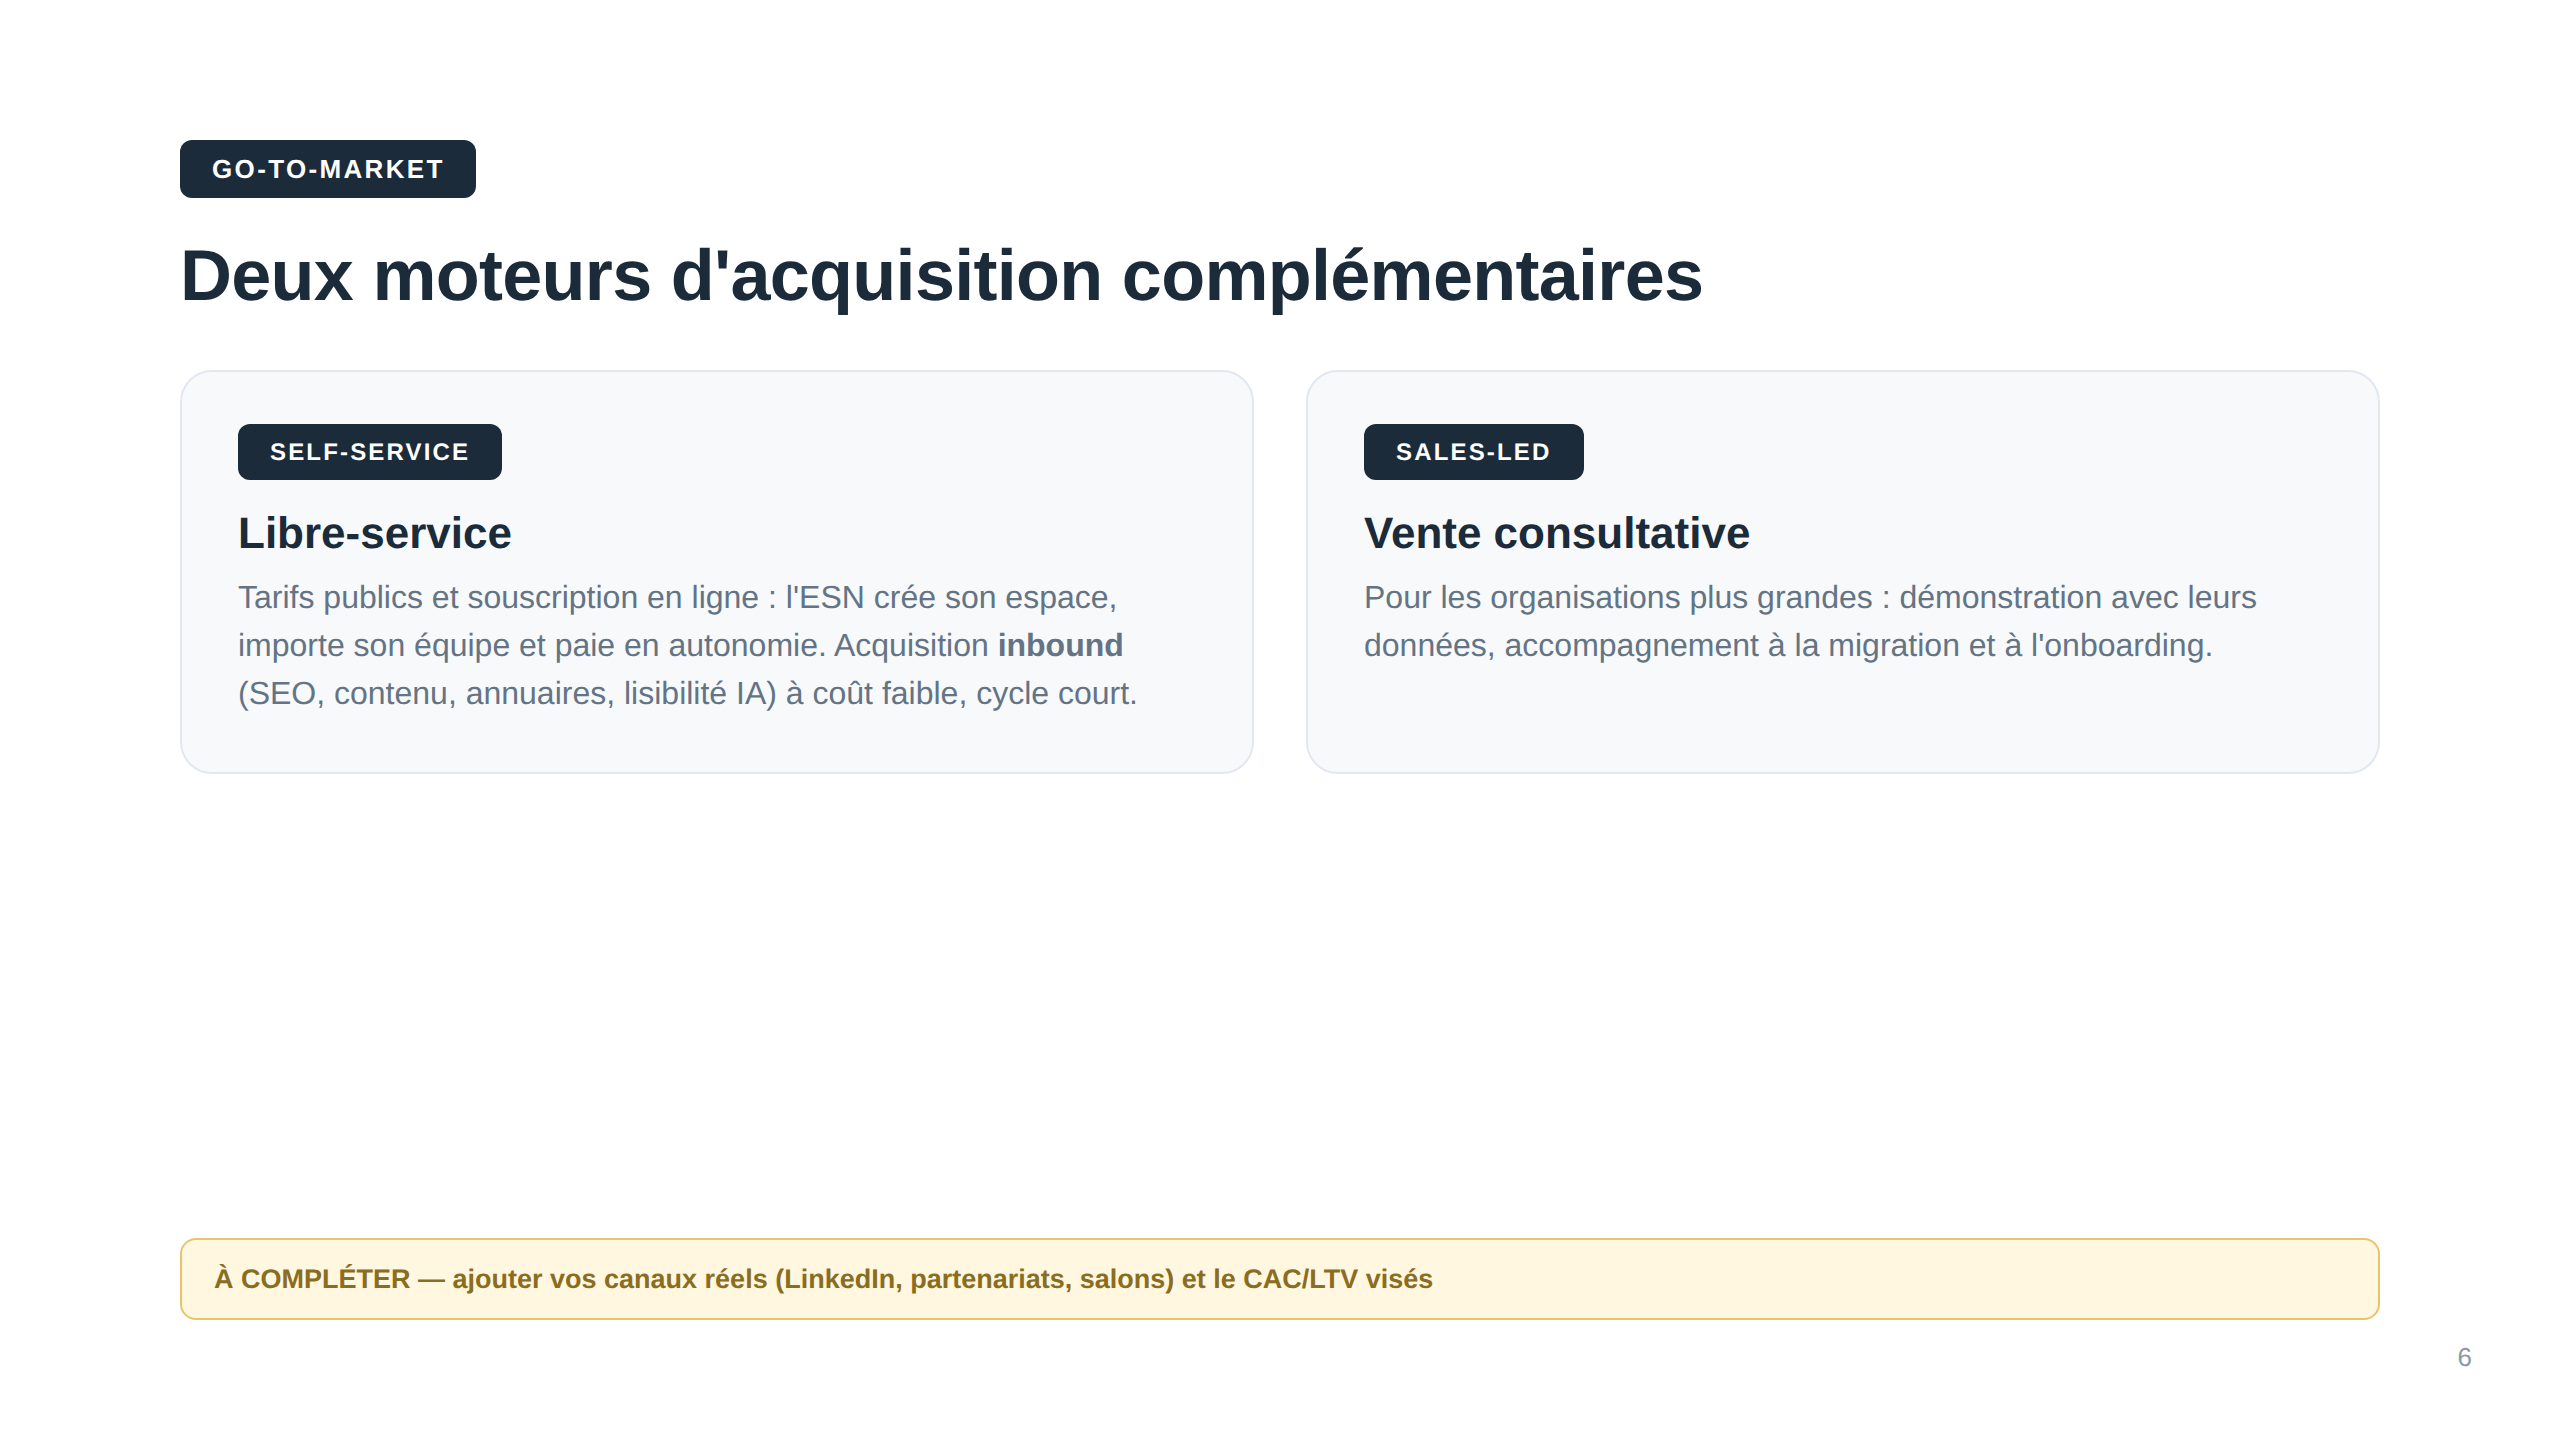 GO-TO-MARKET
Deux moteurs d'acquisition complémentaires
SELF-SERVICE
Libre-service
Tarifs publics et souscription en ligne : l'ESN crée son espace,
importe son équipe et paie en autonomie. Acquisition inbound
(SEO, contenu, annuaires, lisibilité IA) à coût faible, cycle court.
SALES-LED
Vente consultative
Pour les organisations plus grandes : démonstration avec leurs
données, accompagnement à la migration et à l'onboarding.
À COMPLÉTER — ajouter vos canaux réels (LinkedIn, partenariats, salons) et le CAC/LTV visés
6